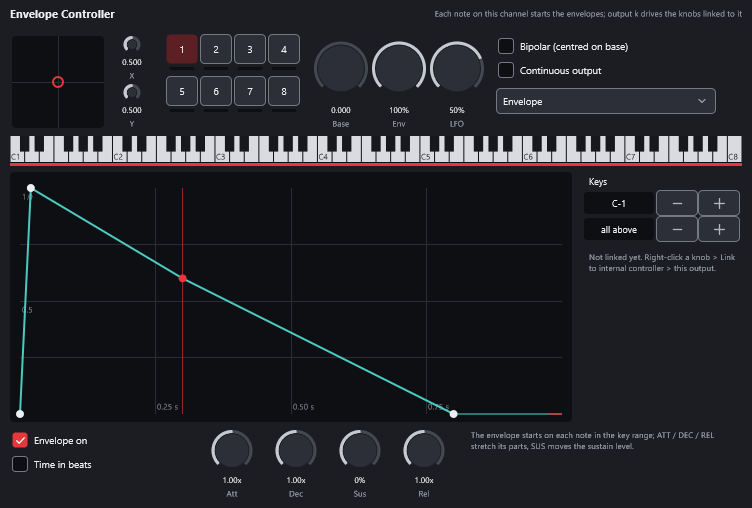 Envelope Controller
Each note on this channel starts the envelopes; output k drives the knobs linked to it
0.500
X
0.500
Y
1 2 3 4
5 6 7 8
0.000 100% 50%
Base Env LFO
Bipolar (centred on base)
Continuous output
Envelope
C1 C2 C3 C4 C5 C6 C7 C8
1.0
0.5
0.25 s 0.50 s 0.75 s
Keys
C-1 − +
all above − +
Not linked yet. Right-click a knob > Link
to internal controller > this output.
Envelope on
Time in beats
1.00x 1.00x 0% 1.00x
Att Dec Sus Rel
The envelope starts on each note in the key range; ATT / DEC / REL
stretch its parts, SUS moves the sustain level.